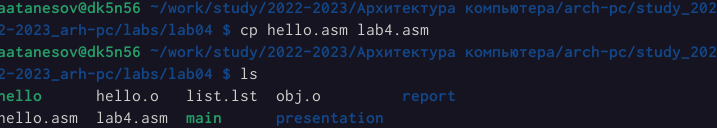 aatanesov@dk5n56 ~/work/study/2022-2023/Архитектура компьютера/arch-pc/study_202
2-2023_arh-pc/labs/lab04 $ cp hello.asm lab4.asm
aatanesov@dk5n56 ~/work/study/2022-2023/Архитектура компьютера/arch-pc/study_202
2-2023_arh-pc/labs/lab04 $ ls
hello hello.o list.lst obj.o report
hello.asm lab4.asm main presentation